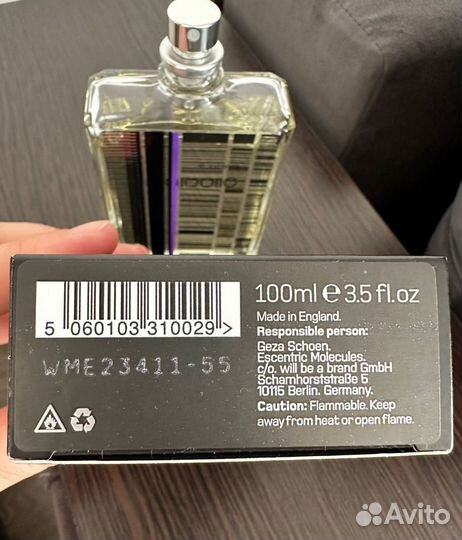 5 060103 310029>
WME23411-55
100ml e 3.5 fl.oz
Made in England.
Responsible person:
Geza Schoen.
Escentric Molecules.
c/o. will be a brand GmbH
Scharnhorststraße 5
10115 Berlin. Germany.
Caution: Flammable. Keep
away from heat or open flame.
Avito